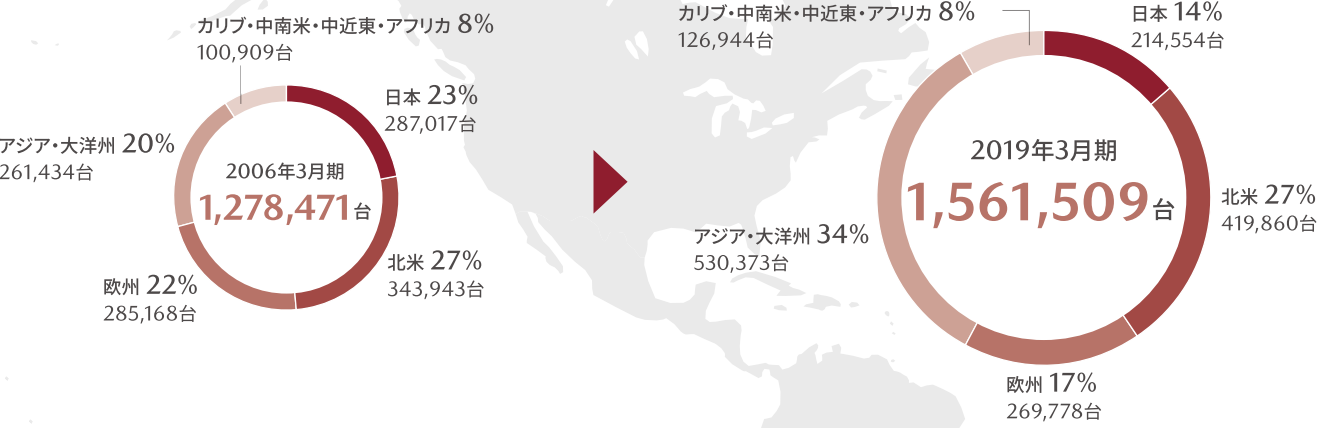 カリブ・中南米・中近東・アフリカ 8%
100,909台
日本 23%
287,017台
アジア・大洋州 20%
261,434台
2006年3月期
1,278,471台
北米 27%
343,943台
欧州 22%
285,168台
カリブ・中南米・中近東・アフリカ 8%
126,944台
日本 14%
214,554台
2019年3月期
1,561,509台
北米 27%
419,860台
アジア・大洋州 34%
530,373台
欧州 17%
269,778台